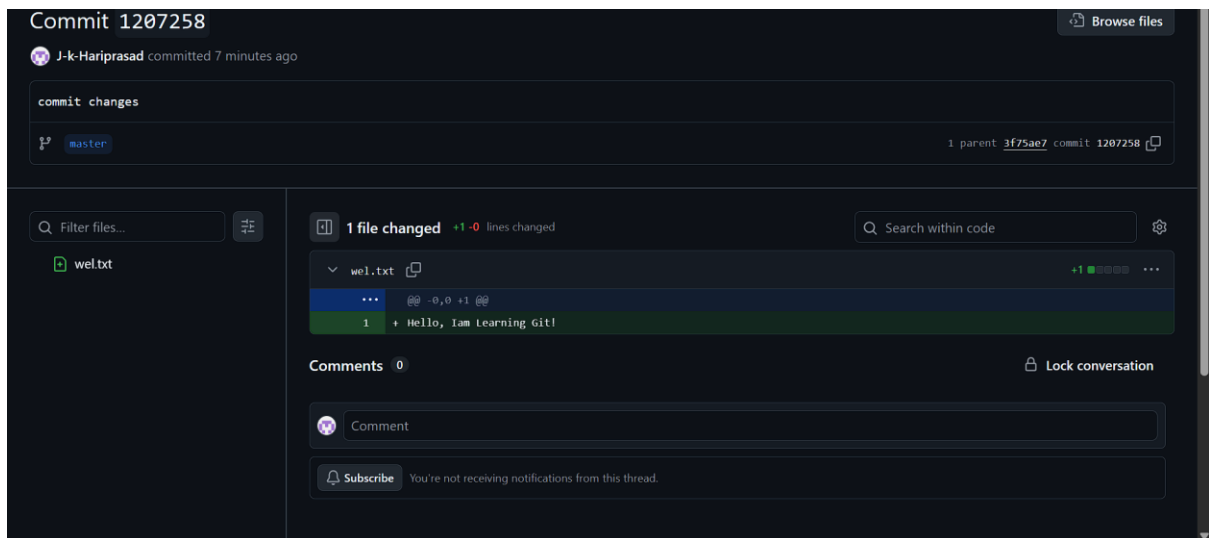 Commit 1207258
Browse files
J-k-Hariprasad committed 7 minutes ago
commit changes
master
1 parent 3f75ae7 commit 1207258
Filter files...
wel.txt
1 file changed +1 -0 lines changed
Search within code
wel.txt
+1
@@ -0,0 +1 @@
1 + Hello, Iam Learning Git!
Comments 0
Lock conversation
Comment
Subscribe You're not receiving notifications from this thread.